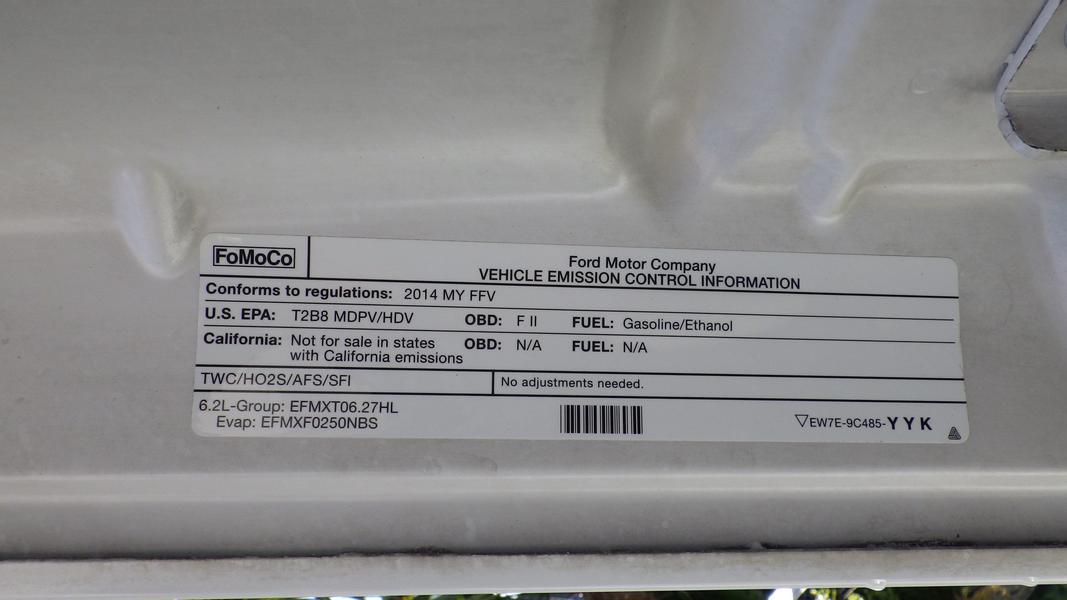 FoMoCo
Ford Motor Company
VEHICLE EMISSION CONTROL INFORMATION
Conforms to regulations: 2014 MY FFV
U.S. EPA: T2B8 MDPV/HDV OBD: F II FUEL: Gasoline/Ethanol
California: Not for sale in states OBD: N/A FUEL: N/A
with California emissions
TWC/HO2S/AFS/SFI No adjustments needed.
6.2L-Group: EFMXT06.27HL
Evap: EFMXF0250NBS
▽EW7E-9C485-YYK